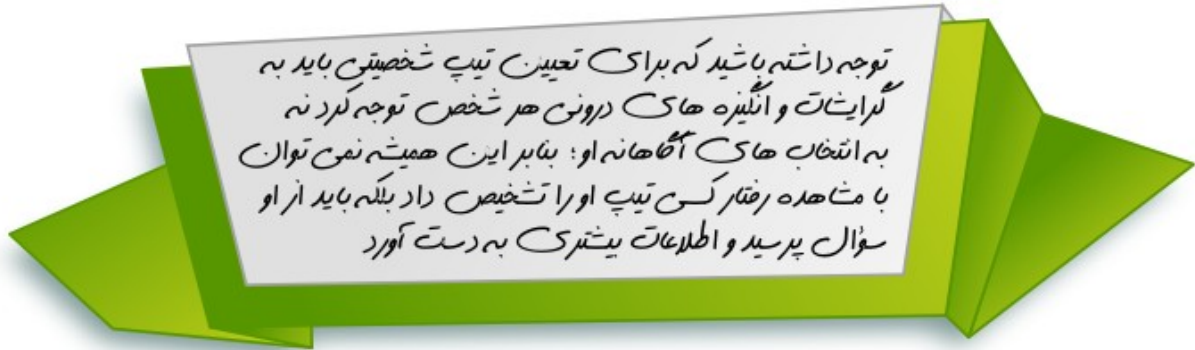 توجه داشته باشید که برای تعیین تیپ شخصیتی باید به
گرایشات و انگیزه های درونی هر شخص توجه کرد نه
به انتخاب های آگاهانه او؛ بنابر این همیشه نمی توان
با مشاهده رفتار کسی تیپ او را تشخیص داد بلکه باید از او
سؤال پرسید و اطلاعات بیشتری به دست آورد